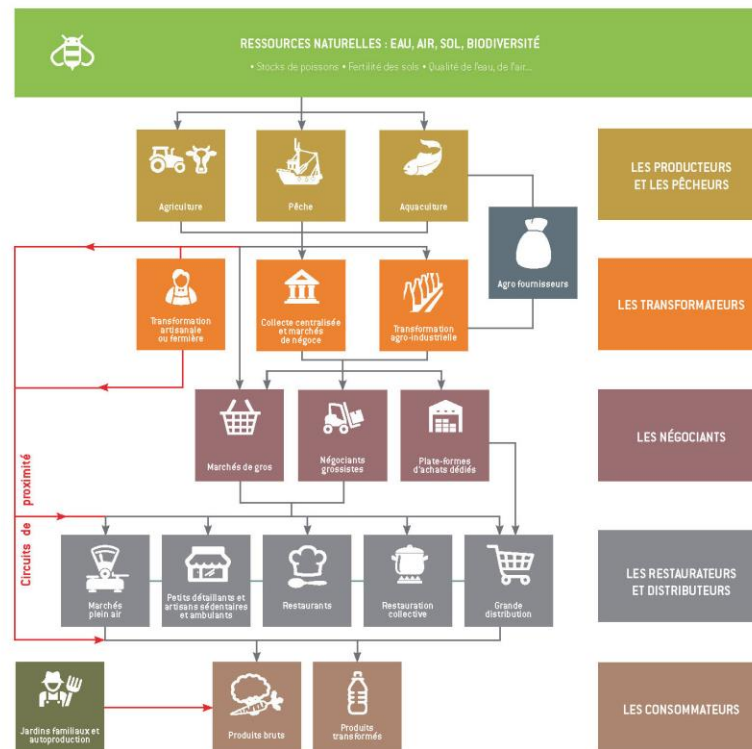 RESSOURCES NATURELLES : EAU, AIR, SOL, BIODIVERSITÉ
• Stocks de poissons • Fertilité des sols • Qualité de l'eau, de l'air...
Agriculture
Pêche
Aquaculture
LES PRODUCTEURS
ET LES PÊCHEURS
Agro fournisseurs
Transformation
artisanale
ou fermière
Collecte centralisée
et marchés
de négoce
Transformation
agro-industrielle
LES TRANSFORMATEURS
Marchés de gros
Négociants
grossistes
Plate-formes
d'achats dédiés
LES NÉGOCIANTS
Circuits de proximité
Marchés
plein air
Petits détaillants et
artisans sédentaires
et ambulants
Restaurants
Restauration
collective
Grande
distribution
LES RESTAURATEURS
ET DISTRIBUTEURS
Jardins familiaux et
autoproduction
Produits bruts
Produits
transformés
LES CONSOMMATEURS